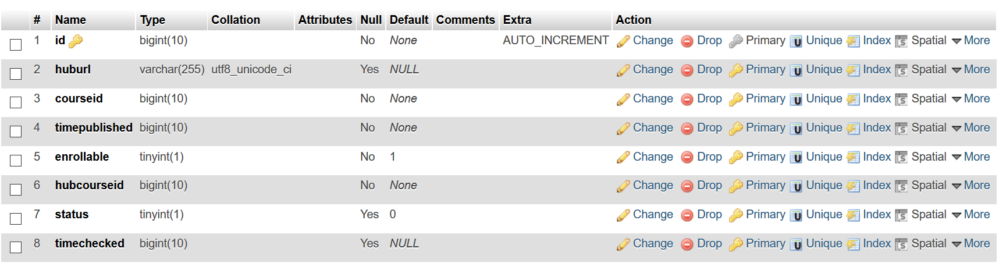 # Name Type Collation Attributes Null Default Comments Extra Action
1 id bigint(10) No None AUTO_INCREMENT Change Drop Primary Unique Index Spatial More
2 huburl varchar(255) utf8_unicode_ci Yes NULL Change Drop Primary Unique Index Spatial More
3 courseid bigint(10) No None Change Drop Primary Unique Index Spatial More
4 timepublished bigint(10) No None Change Drop Primary Unique Index Spatial More
5 enrollable tinyint(1) No 1 Change Drop Primary Unique Index Spatial More
6 hubcourseid bigint(10) No None Change Drop Primary Unique Index Spatial More
7 status tinyint(1) Yes 0 Change Drop Primary Unique Index Spatial More
8 timechecked bigint(10) Yes NULL Change Drop Primary Unique Index Spatial More